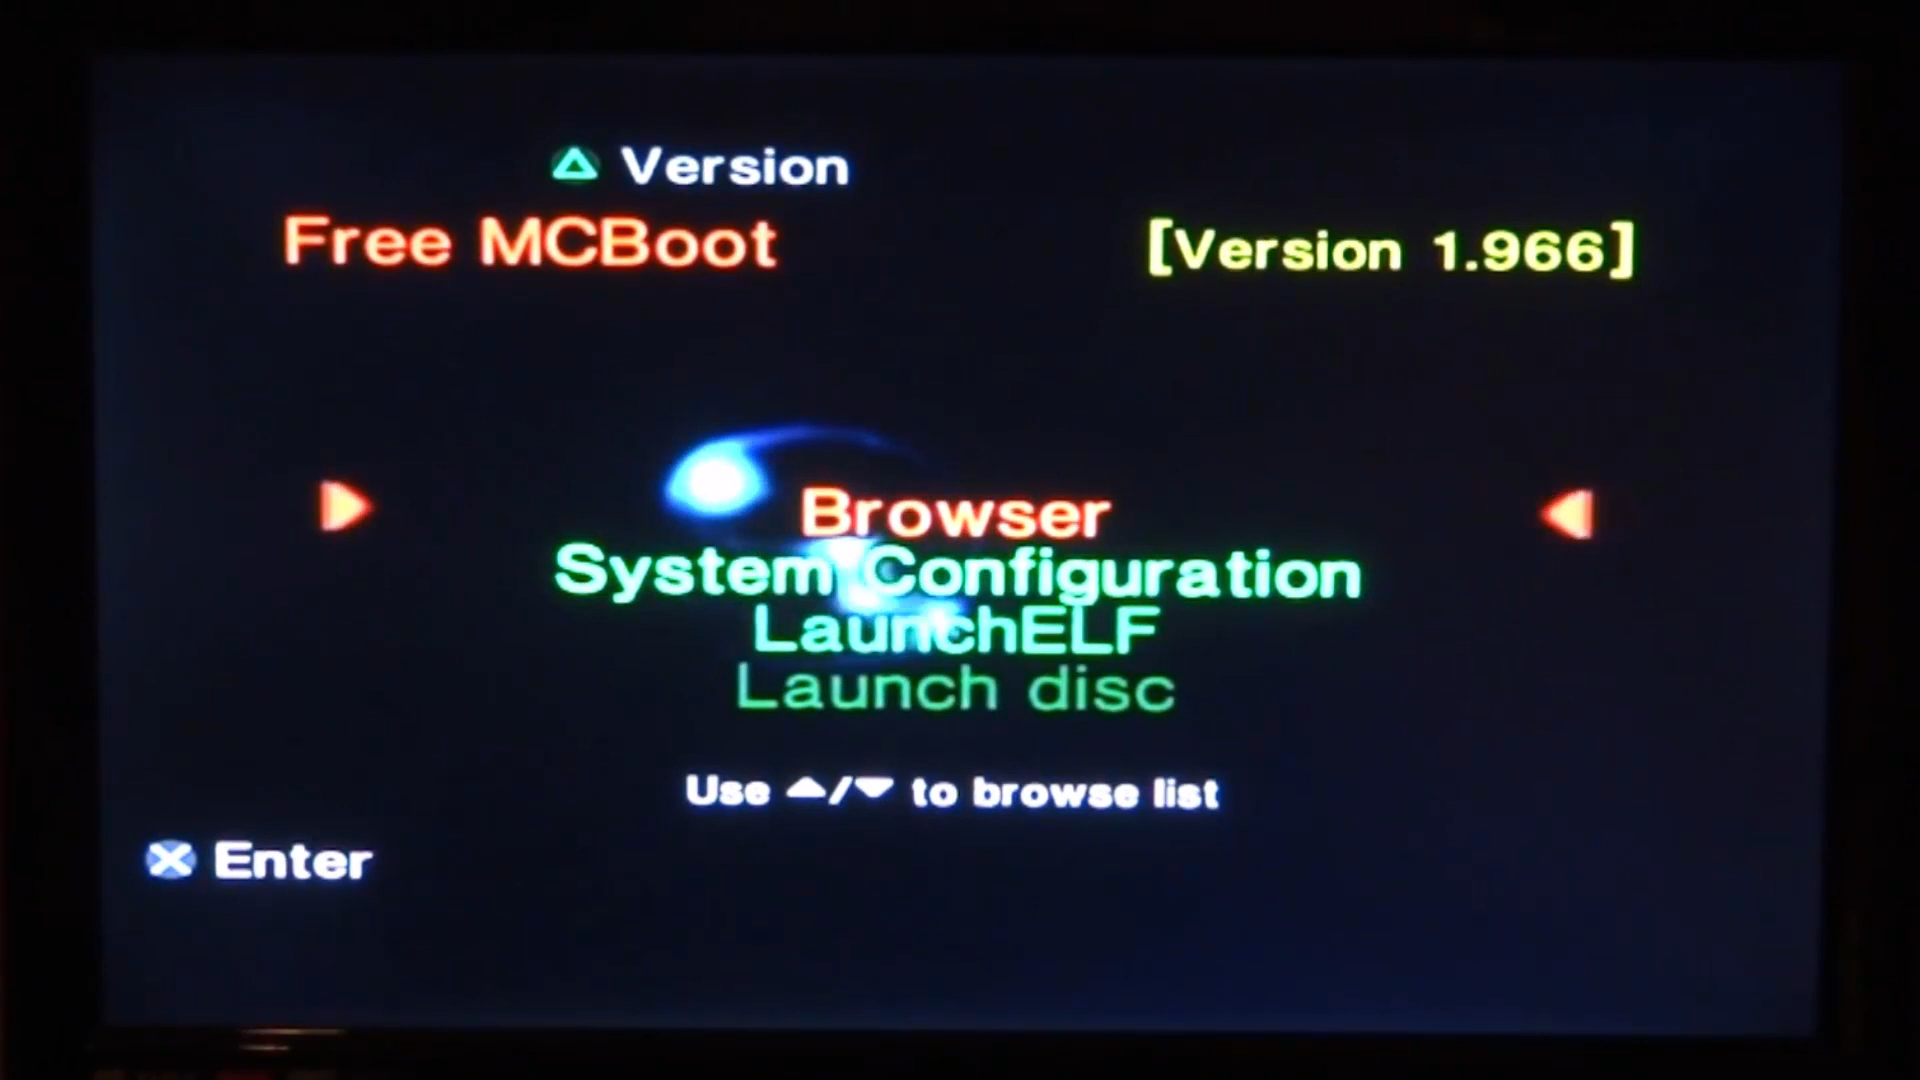 Version
Free MCBoot
[Version 1.966]
Browser
System Configuration
LaunchELF
Launch disc
Use ▲/▼ to browse list
Enter